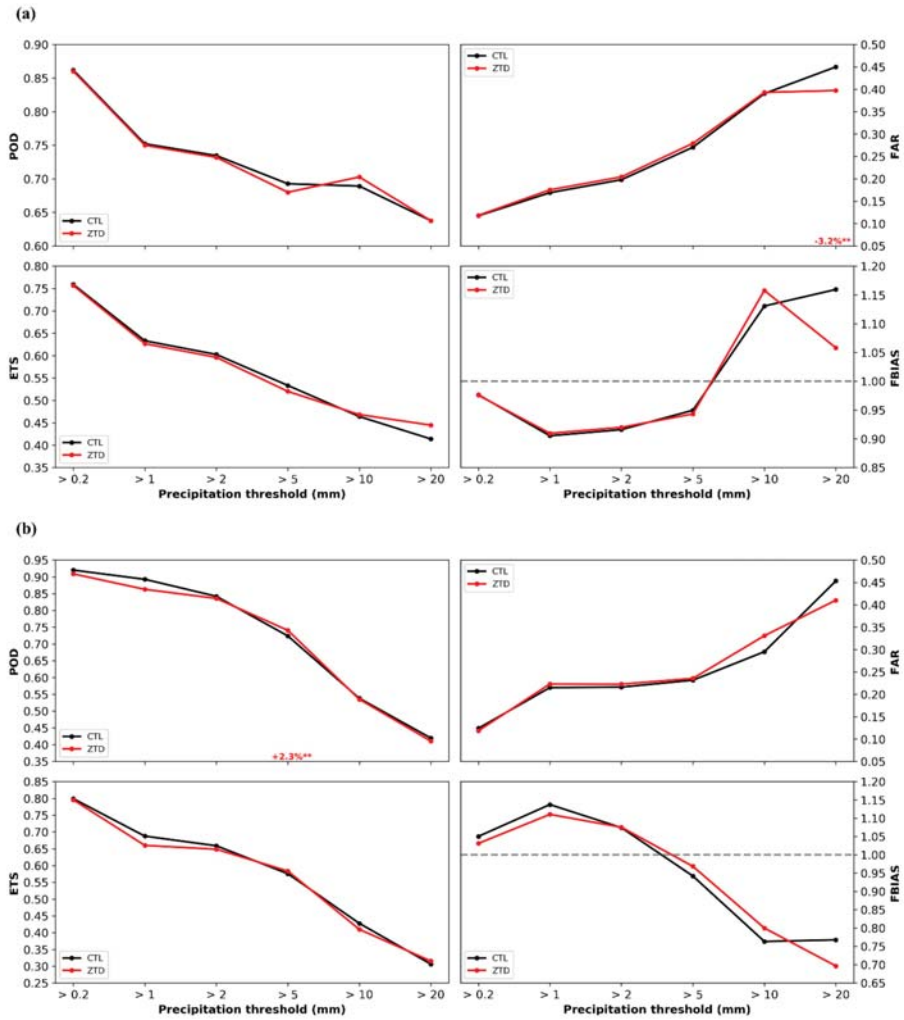 (a)
0.90
0.85
0.80
0.75
0.70
0.65
0.60
POD
CTL
ZTD
CTL
ZTD
0.50
0.45
0.40
0.35
0.30
0.25
0.20
0.15
0.10
0.05
FAR
-3.2%**
0.80
0.75
0.70
0.65
0.60
0.55
0.50
0.45
0.40
0.35
ETS
CTL
ZTD
> 0.2 > 1 > 2 > 5 > 10 > 20
Precipitation threshold (mm)
CTL
ZTD
1.20
1.15
1.10
1.05
1.00
0.95
0.90
0.85
FBIAS
> 0.2 > 1 > 2 > 5 > 10 > 20
Precipitation threshold (mm)
(b)
0.95
0.90
0.85
0.80
0.75
0.70
0.65
0.60
0.55
0.50
0.45
0.40
0.35
POD
CTL
ZTD
+2.3%**
CTL
ZTD
0.50
0.45
0.40
0.35
0.30
0.25
0.20
0.15
0.10
0.05
FAR
0.85
0.80
0.75
0.70
0.65
0.60
0.55
0.50
0.45
0.40
0.35
0.30
0.25
ETS
CTL
ZTD
> 0.2 > 1 > 2 > 5 > 10 > 20
Precipitation threshold (mm)
1.20
1.15
1.10
1.05
1.00
0.95
0.90
0.85
0.80
0.75
0.70
0.65
FBIAS
CTL
ZTD
> 0.2 > 1 > 2 > 5 > 10 > 20
Precipitation threshold (mm)